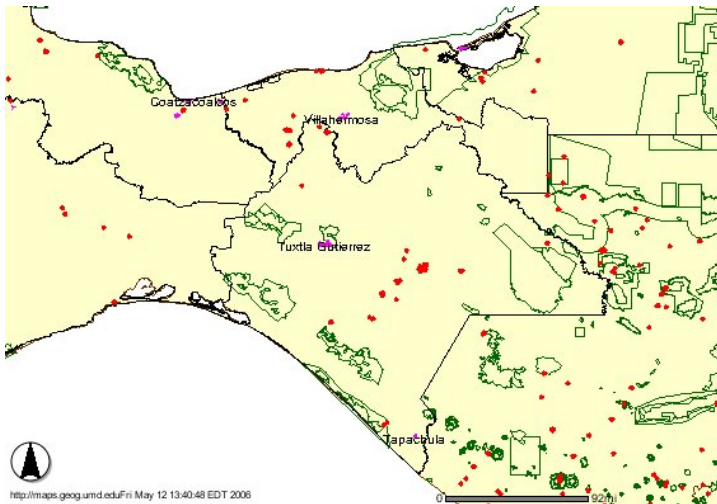 Coatzacoalcos
Villahermosa
Tuxtla Gutierrez
Tapachula
http://maps.geog.umd.eduFri May 12 13:40:48 EDT 2006
0 92mi